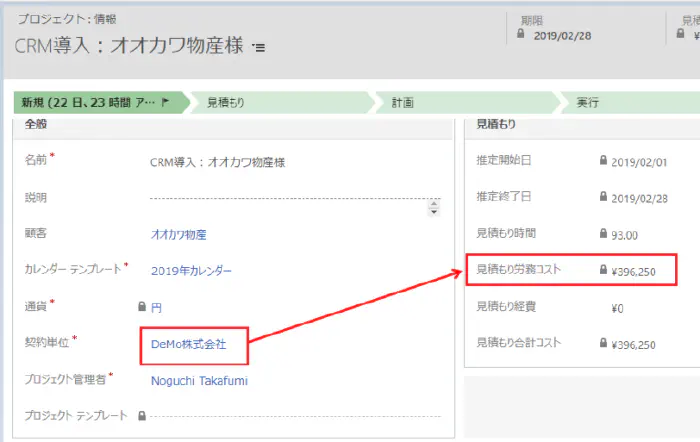 プロジェクト : 情報
CRM導入：オオカワ物産様
期限
2019/02/28
見積も
¥
新規 (22 日、23 時間 ア…
見積もり
計画
実行
全般
名前*
CRM導入：オオカワ物産様
説明
顧客
オオカワ物産
カレンダー テンプレート*
2019年カレンダー
通貨*
円
契約単位*
DeMo株式会社
プロジェクト管理者*
Noguchi Takafumi
プロジェクト テンプレート
見積もり
推定開始日
2019/02/01
推定終了日
2019/02/28
見積もり時間
93.00
見積もり労務コスト
¥396,250
見積もり経費
¥0
見積もり合計コスト
¥396,250